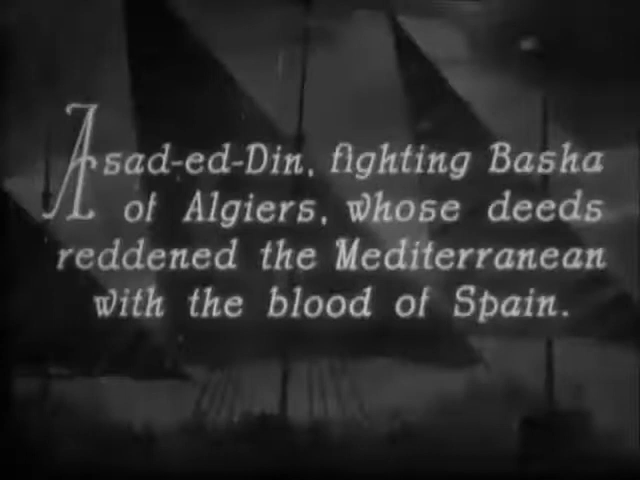 Asad-ed-Din, fighting Basha
of Algiers, whose deeds
reddened the Mediterranean
with the blood of Spain.